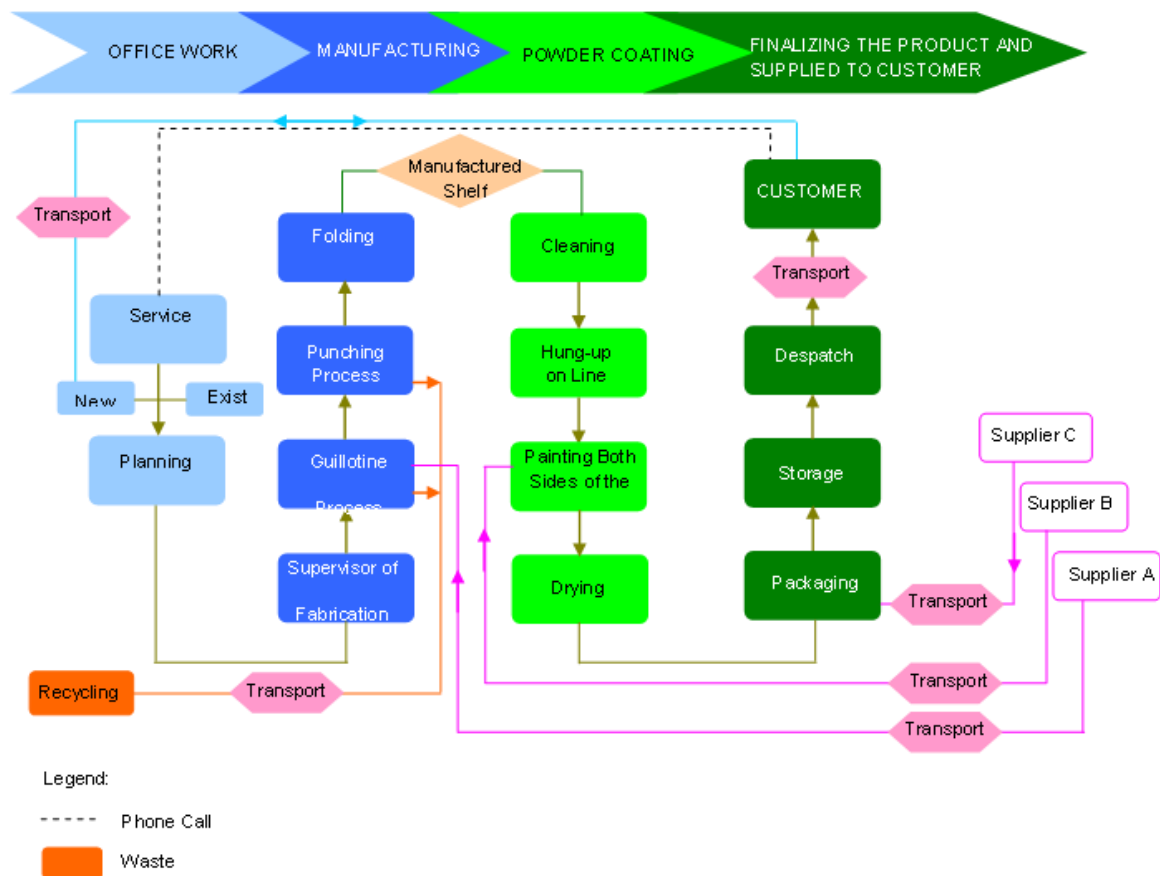 OFFICE WORK
MANUFACTURING
POWDER COATING
FINALIZING THE PRODUCT AND
SUPPLIED TO CUSTOMER
Manufactured
Shelf
CUSTOMER
Transport
Folding
Cleaning
Transport
Service
Punching
Process
Hung-up
on Line
Despatch
New
Exist
Supplier C
Planning
Guillotine
Process
Painting Both
Sides of the
Storage
Supplier B
Supervisor of
Fabrication
Drying
Packaging
Transport
Supplier A
Recycling
Transport
Transport
Transport
Legend:
Phone Call
Waste